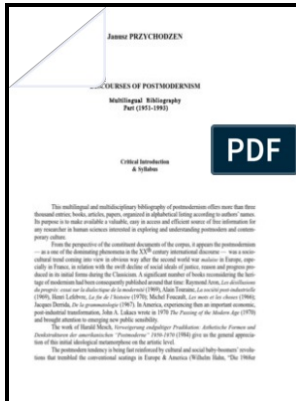 Janusz PRZYCHODZEN
DISCOURSES OF POSTMODERNISM
Multilingual Bibliography
Part (1951-1993)
PDF
Critical Introduction
& Syllabus
This multilingual and multidisciplinary bibliography of postmodernism offers more than three
thousand entries; books, articles, papers, organized in alphabetical listing according to authors' names.
Its purpose is to make available a valuable, easy in access and efficient source of free information for
any researcher in human sciences interested in exploring and understanding postmodern and contem-
porary culture.
From the perspective of the constituent documents of the corpus, it appears the postmodernism
— as a one of the dominating phenomena in the XXth century international discourse — was a socio-
cultural trend coming into view in obvious way after the second world war in Europe, espe-
cially in France, in relation with the swift decline of social ideals of justice, reason and progress pro-
duced in its initial forms during the Classicism. A significant number of books reconsidering the heri-
tage of modernism had been consequently published around that time: Raymond Aron, Les désillusions
du progrès: essai sur la dialectique de la modernité (1969), Alain Touraine, La société post-industrielle
(1969), Henri Lefebvre, La fin de l'histoire (1970); Michel Foucault, Les mots et les choses (1966);
Jacques Derrida, De la grammatologie (1967). In America, experiencing then an important economic,
post-industrial transformation, John A. Lukacs wrote in 1970 The Passing of the Modern Age (1970)
and brought attention to emerging new public sensibility.
The work of Harald Mesch, Verweigerung endgültiger Prädikation: Ästhetische Formen und
Denkstrukturen der amerikanischen "Postmoderne" 1950-1970 (1984) give us the general apprecia-
tion of this initial ideological metamorphose on the artistic level.
The postmodern tendency is being fast reinforced by cultural and social baby-boomers' revolu-
tions that trembled the conventional seatings in Europe & America (Wilhelm Hahn, "Die 1968er